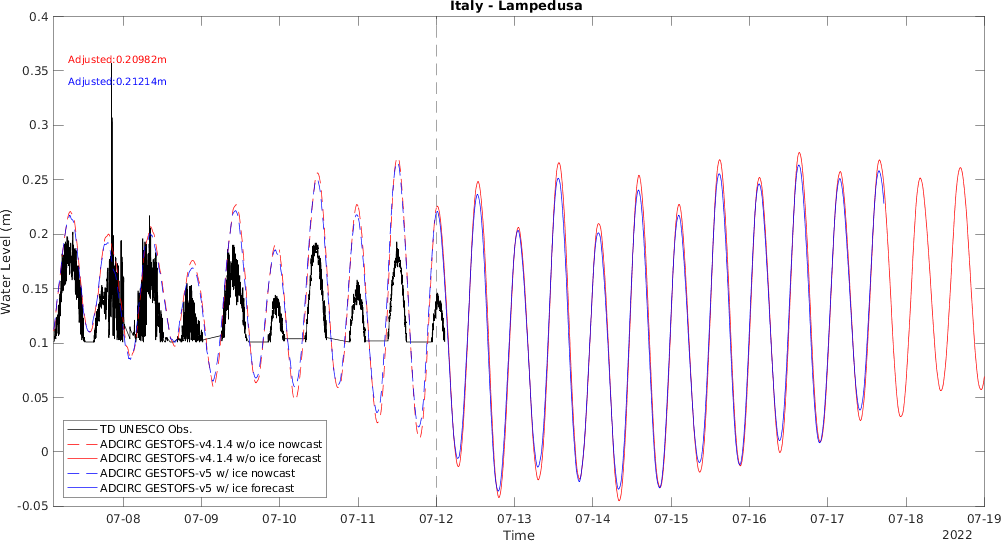 Italy - Lampedusa
Water Level (m)
0.4
0.35
0.3
0.25
0.2
0.15
0.1
0.05
0
-0.05
Adjusted:0.20982m
Adjusted:0.21214m
TD UNESCO Obs.
ADCIRC GESTOFS-v4.1.4 w/o ice nowcast
ADCIRC GESTOFS-v4.1.4 w/o ice forecast
ADCIRC GESTOFS-v5 w/ ice nowcast
ADCIRC GESTOFS-v5 w/ ice forecast
07-08 07-09 07-10 07-11 07-12 07-13 07-14 07-15 07-16 07-17 07-18 07-19
Time
2022